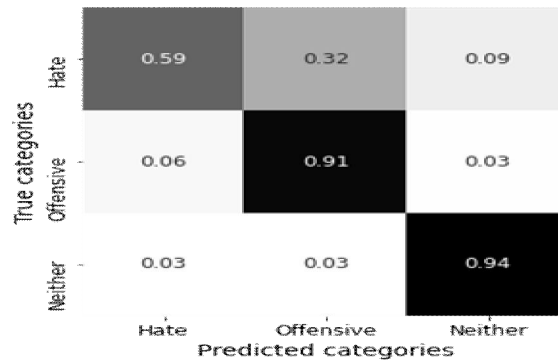 True categories
Hate
0.59 0.32 0.09
Offensive
0.06 0.91 0.03
Neither
0.03 0.03 0.94
Hate Offensive Neither
Predicted categories